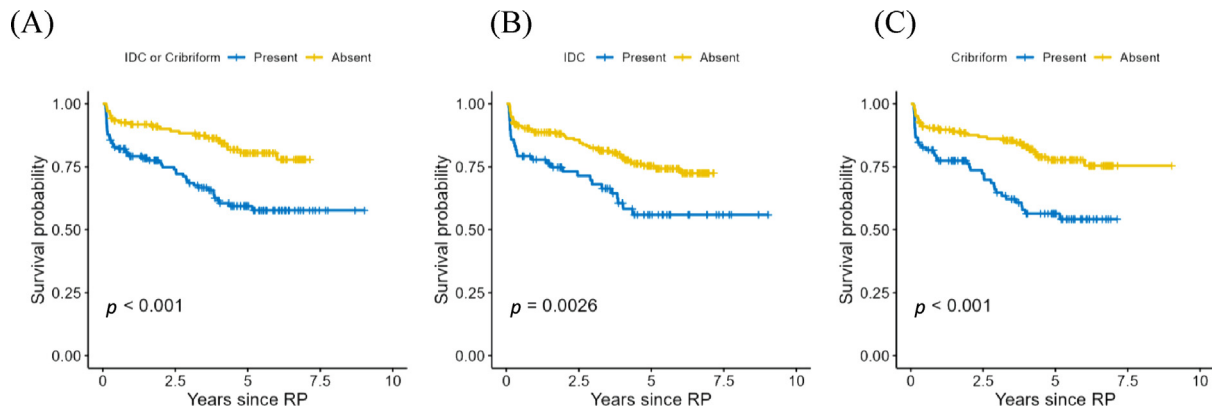 (A)
IDC or Cribriform Present Absent
Survival probability
1.00
0.75
0.50
0.25
0.00
p < 0.001
0 2.5 5 7.5 10
Years since RP
(B)
IDC Present Absent
Survival probability
1.00
0.75
0.50
0.25
0.00
p = 0.0026
0 2.5 5 7.5 10
Years since RP
(C)
Cribriform Present Absent
Survival probability
1.00
0.75
0.50
0.25
0.00
p < 0.001
0 2.5 5 7.5 10
Years since RP